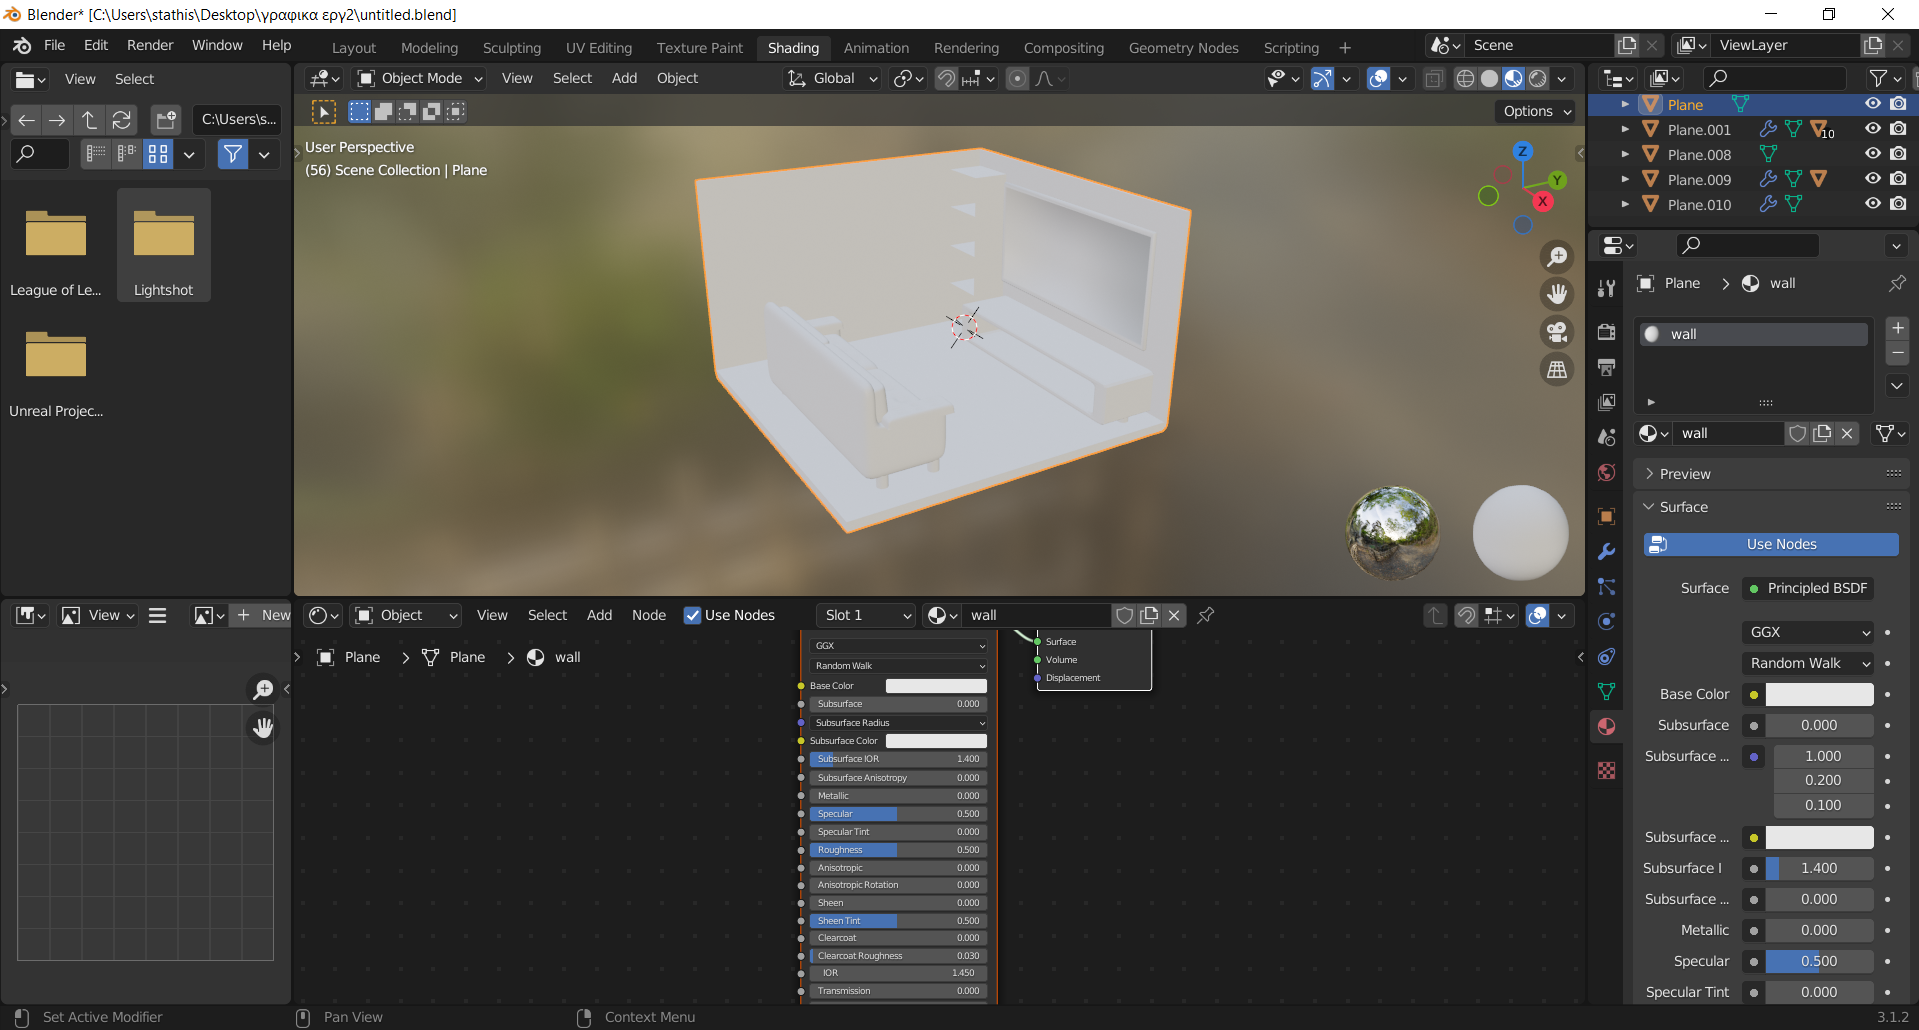 Blender* [C:\Users\stathis\Desktop\γραφικα εργ2\untitled.blend]
File Edit Render Window Help
Layout Modeling Sculpting UV Editing Texture Paint Shading Animation Rendering Compositing Geometry Nodes Scripting
Scene
ViewLayer
View Select
C:\Users\s...
League of Le...
Lightshot
Unreal Projec...
Object Mode View Select Add Object
Global
Options
User Perspective
(56) Scene Collection | Plane
Z
Y
X
Plane
Plane.001
10
Plane.008
Plane.009
Plane.010
Plane
wall
wall
wall
Preview
Surface
Use Nodes
Surface
Principled BSDF
GGX
Random Walk
Base Color
Subsurface 0.000
Subsurface ... 1.000
0.200
0.100
Subsurface ...
Subsurface I 1.400
Subsurface ... 0.000
Metallic 0.000
Specular 0.500
Specular Tint 0.000
View
New
Object View Select Add Node Use Nodes
Slot 1
wall
Plane
Plane
wall
GGX
Random Walk
Base Color
Subsurface 0.000
Subsurface Radius
Subsurface Color
Subsurface IOR 1.400
Subsurface Anisotropy 0.000
Metallic 0.000
Specular 0.500
Specular Tint 0.000
Roughness 0.500
Anisotropic 0.000
Anisotropic Rotation 0.000
Sheen 0.000
Sheen Tint 0.500
Clearcoat 0.000
Clearcoat Roughness 0.030
IOR 1.450
Transmission 0.000
Surface
Volume
Displacement
Set Active Modifier
Pan View
Context Menu
3.1.2